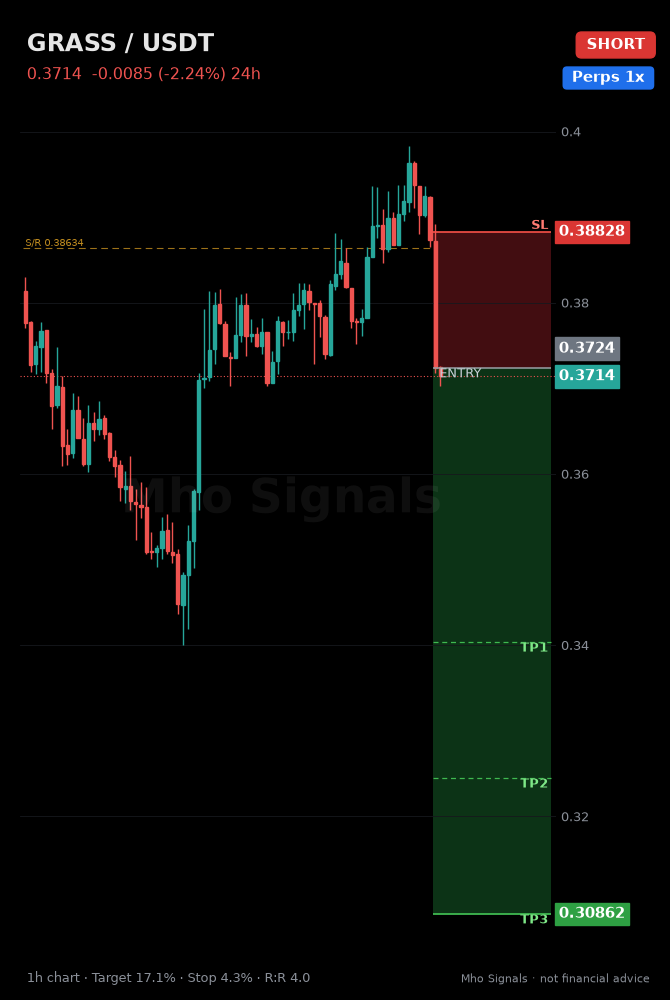 GRASS / USDT
SHORT
0.3714 -0.0085 (-2.24%) 24h
Perps 1x
0.4
SL
0.38828
S/R 0.38634
0.38
0.3724
ENTRY
0.3714
0.36
Mho Signals
0.34
TP1
TP2
0.32
0.30862
TP3
1h chart · Target 17.1% · Stop 4.3% · R:R 4.0
Mho Signals · not financial advice